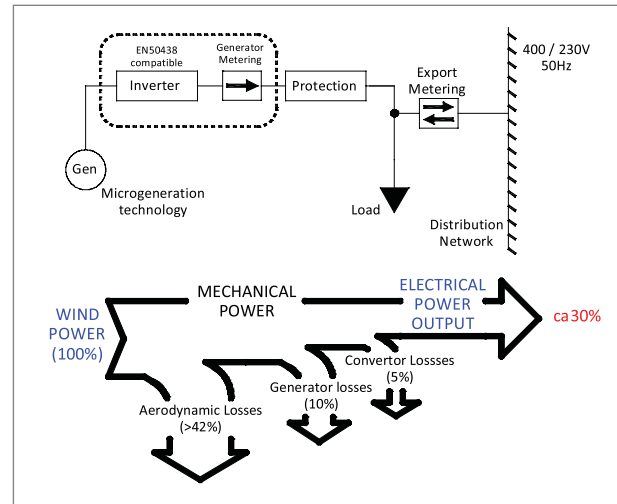 EN50438
compatible
Inverter
Generator
Metering
Protection
Export
Metering
400 / 230V
50Hz
Gen
Microgeneration
technology
Load
Distribution
Network
WIND
POWER
(100%)
MECHANICAL
POWER
ELECTRICAL
POWER
OUTPUT
ca30%
Convertor Lossses
(5%)
Generator losses
(10%)
Aerodynamic Losses
(>42%)